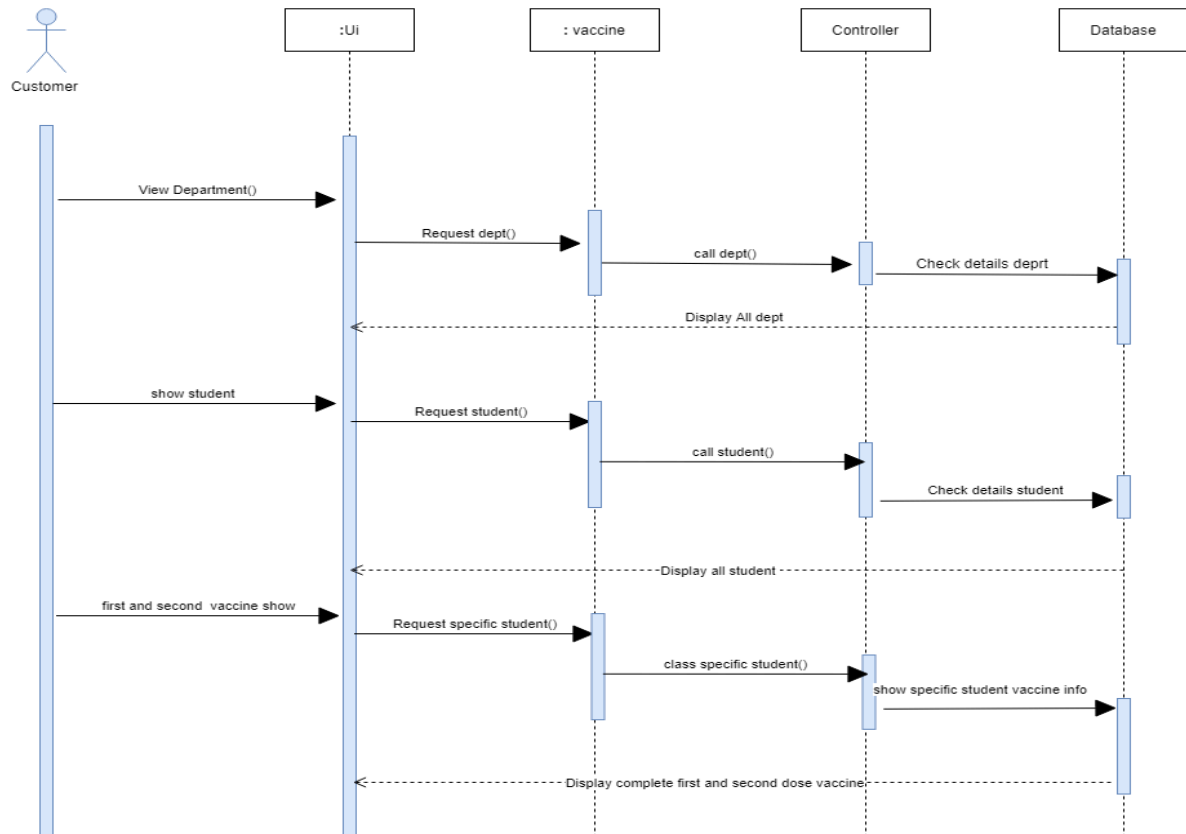 :Ui
: vaccine
Controller
Database
Customer
View Department()
Request dept()
call dept()
Check details deprt
Display All dept
show student
Request student()
call student()
Check details student
Display all student
first and second vaccine show
Request specific student()
class specific student()
show specific student vaccine info
Display complete first and second dose vaccine